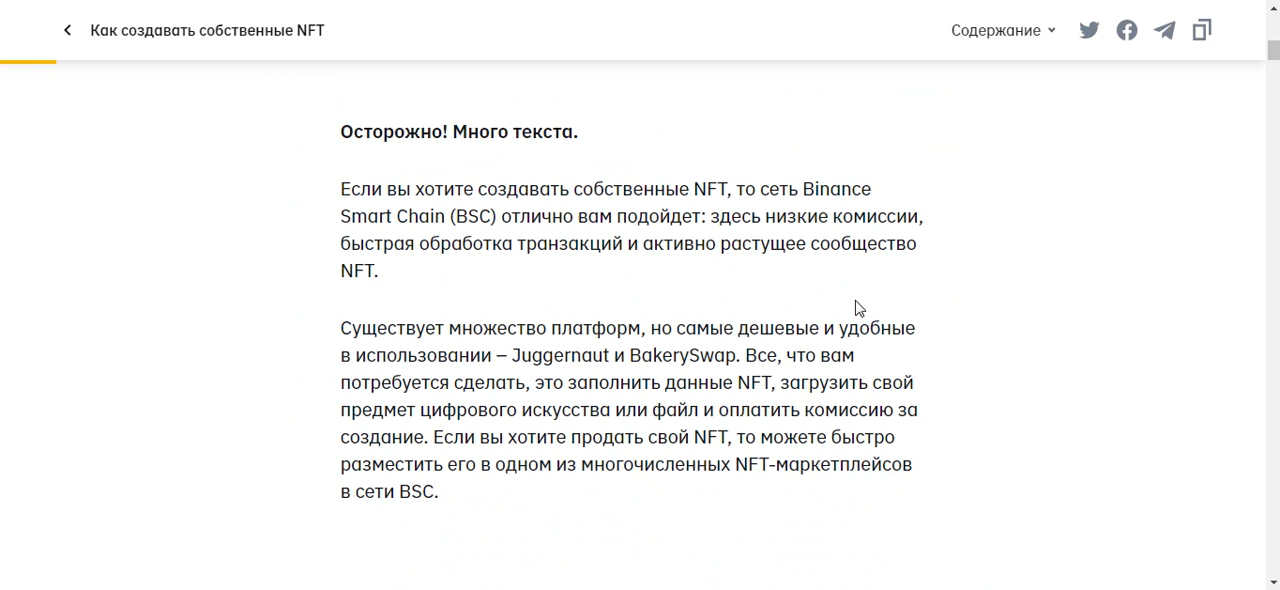 Как создавать собственные NFT
Содержание
Осторожно! Много текста.
Если вы хотите создавать собственные NFT, то сеть Binance
Smart Chain (BSC) отлично вам подойдет: здесь низкие комиссии,
быстрая обработка транзакций и активно растущее сообщество
NFT.
Существует множество платформ, но самые дешевые и удобные
в использовании – Juggernaut и BakerySwap. Все, что вам
потребуется сделать, это заполнить данные NFT, загрузить свой
предмет цифрового искусства или файл и оплатить комиссию за
создание. Если вы хотите продать свой NFT, то можете быстро
разместить его в одном из многочисленных NFT-маркетплейсов
в сети BSC.